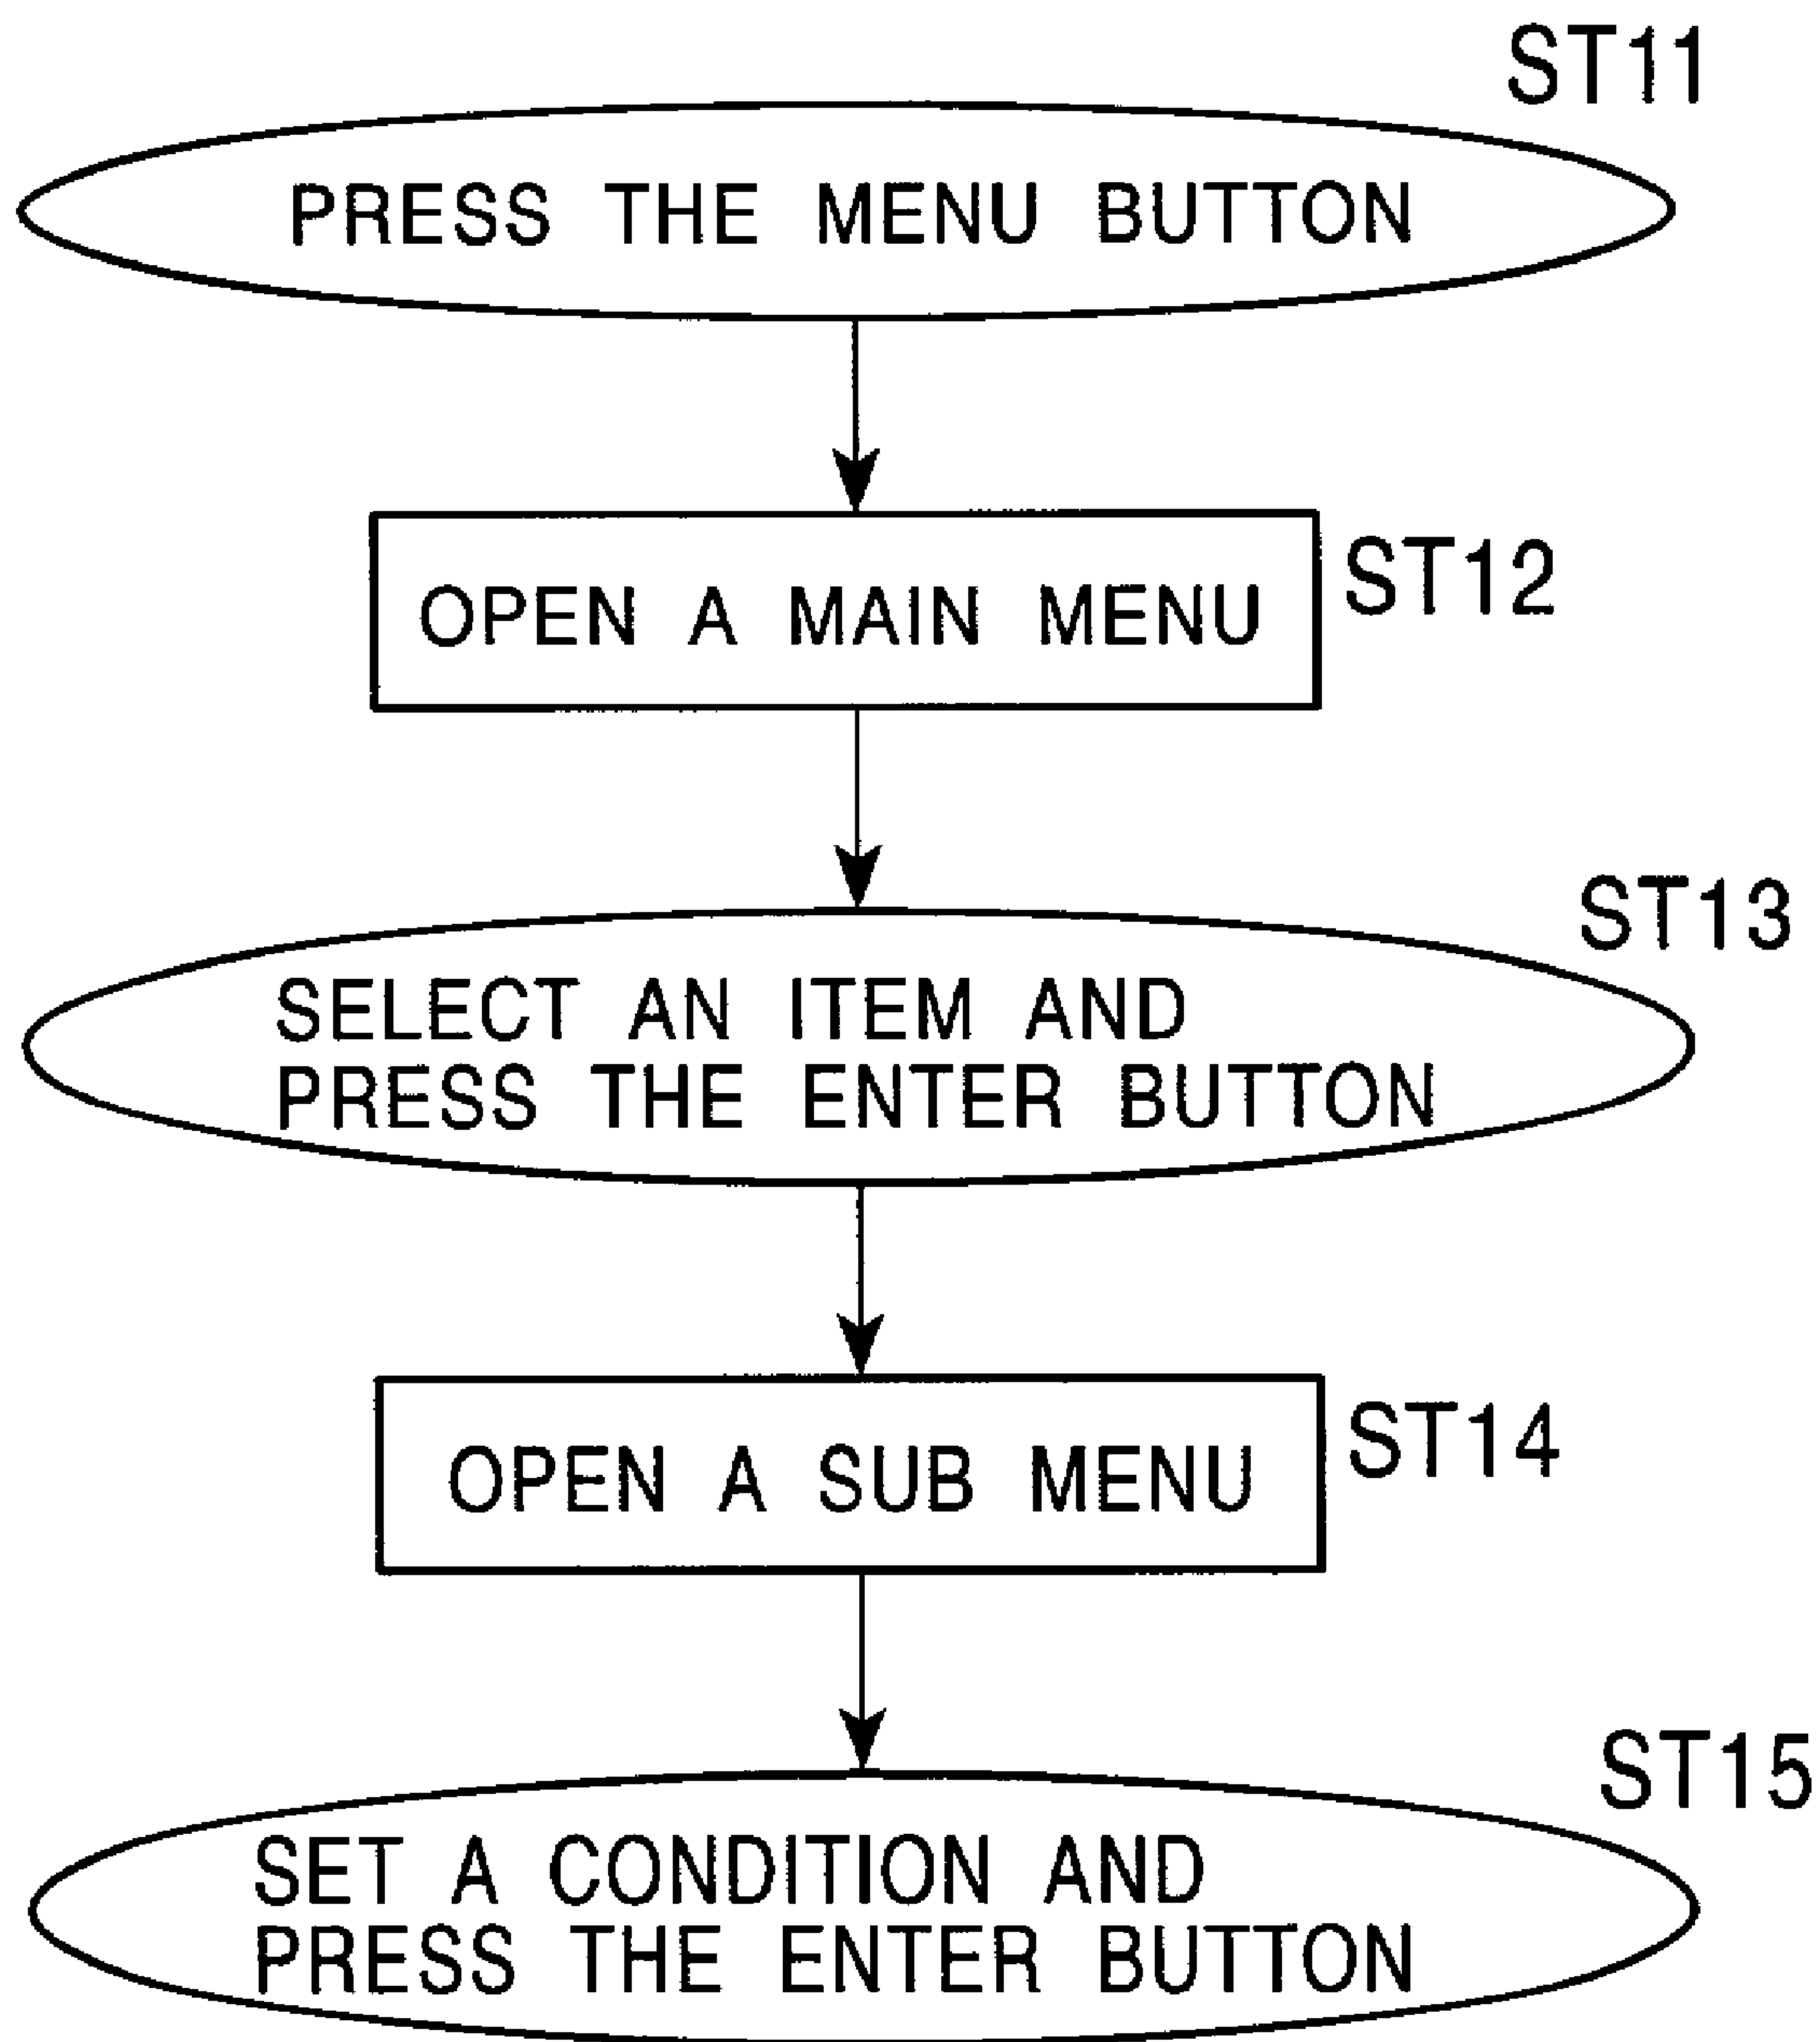 ST11
PRESS THE MENU BUTTON
OPEN A MAIN MENU
ST12
ST13
SELECT AN ITEM AND
PRESS THE ENTER BUTTON
OPEN A SUB MENU
ST14
ST15
SET A CONDITION AND
PRESS THE ENTER BUTTON